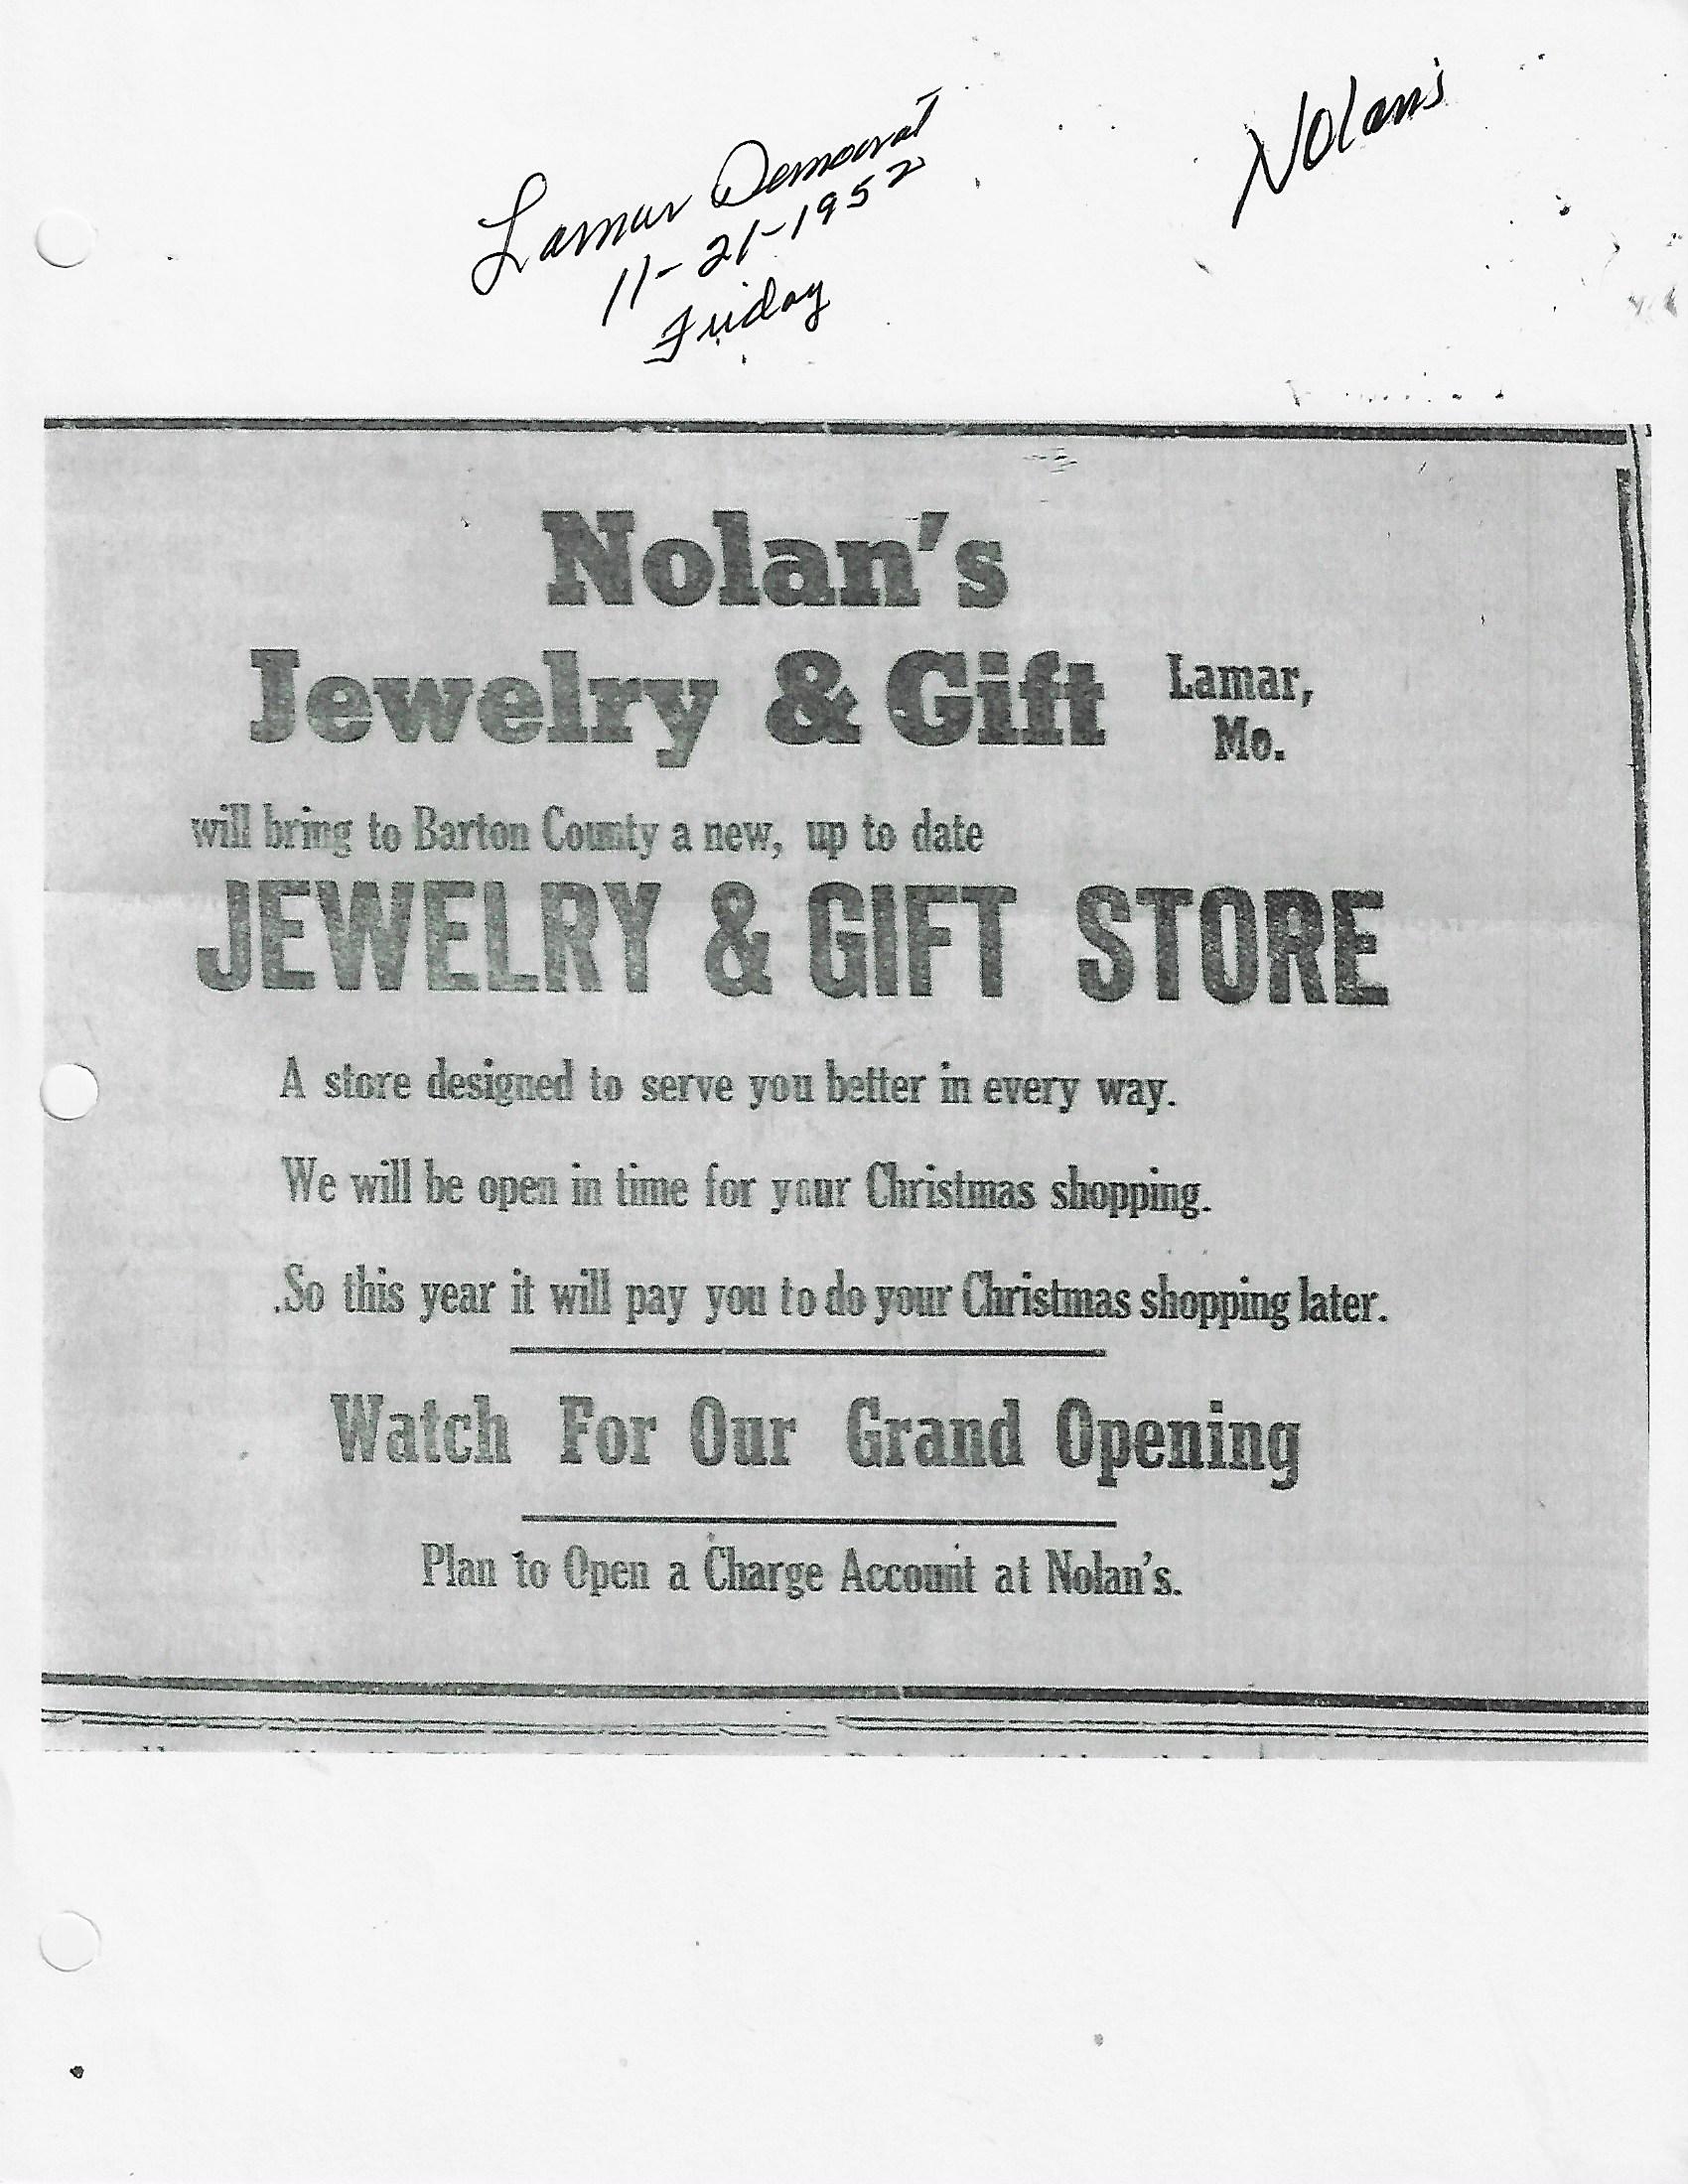 Lamar Democrat
11-21-1952
Friday
Nolan's
Nolan's
Jewelry & Gift Lamar,
Mo.
will bring to Barton County a new, up to date
JEWELRY & GIFT STORE
A store designed to serve you better in every way.
We will be open in time for your Christmas shopping.
.So this year it will pay you to do your Christmas shopping later.
Watch For Our Grand Opening
Plan to Open a Charge Account at Nolan's.